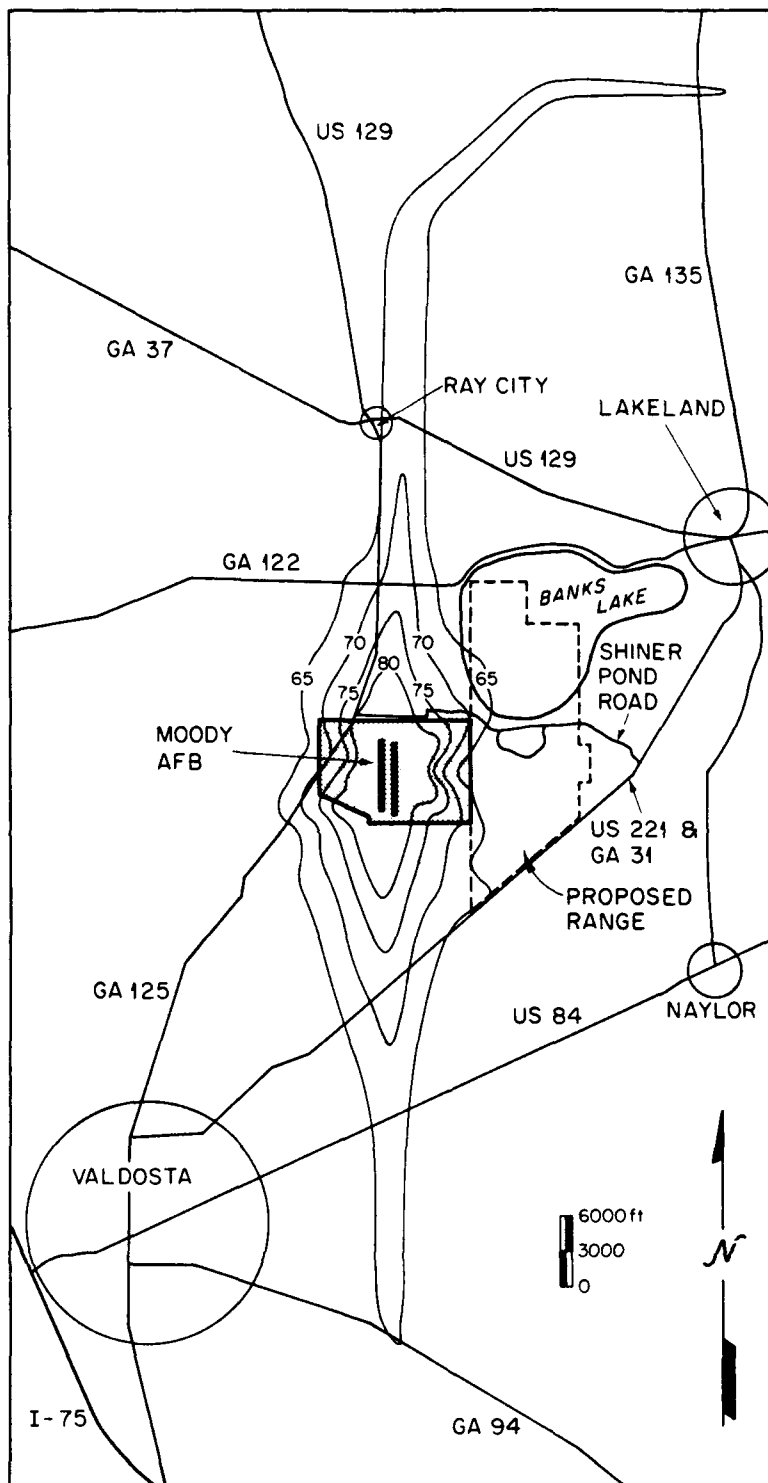 US 129
GA 135
GA 37
RAY CITY
LAKELAND
US 129
GA 122
BANKS
LAKE
SHINER
POND
ROAD
70
70
80
65
75
75
65
MOODY
AFB
US 221 &
GA 31
PROPOSED
RANGE
GA 125
US 84
NAYLOR
VALDOSTA
6000 ft
3000
0
N
I-75
GA 94